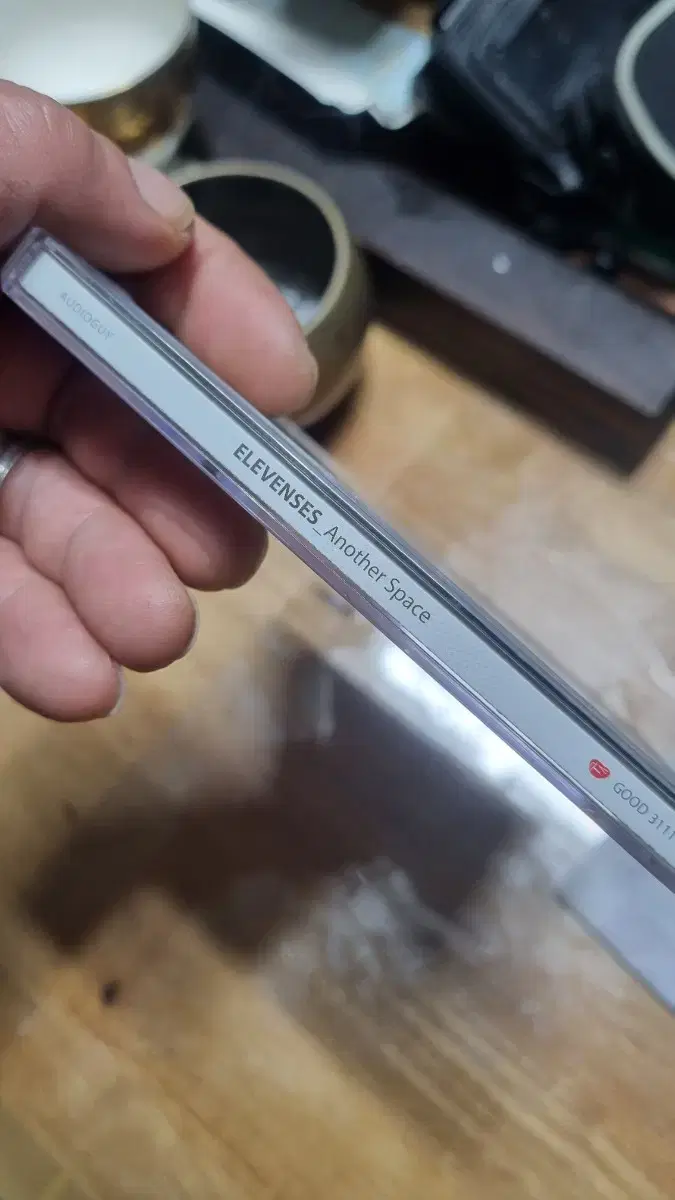 AUDIOGUY
ELEVENSES_Another Space
GOOD 3111